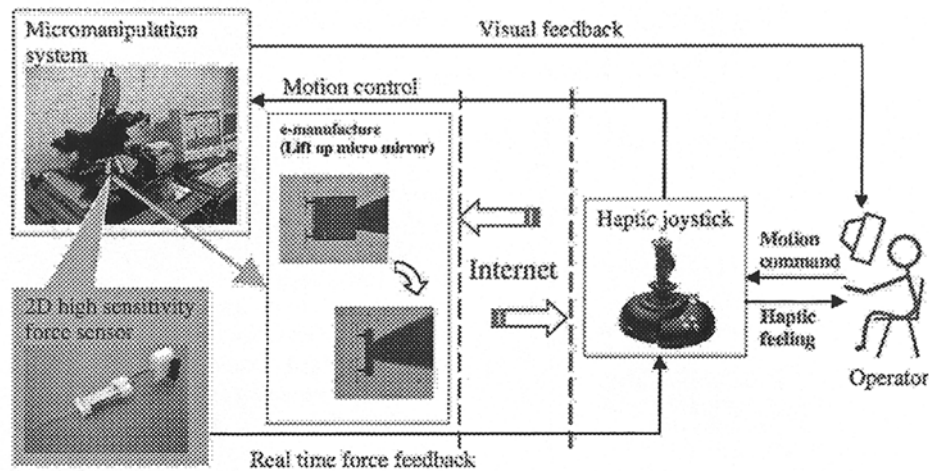 Micromanipulation
system
Visual feedback
Motion control
e-manufacture
(Lift up micro mirror)
Internet
Haptic joystick
Motion
command
Haptic
feeling
Operator
2D high sensitivity
force sensor
Real time force feedback